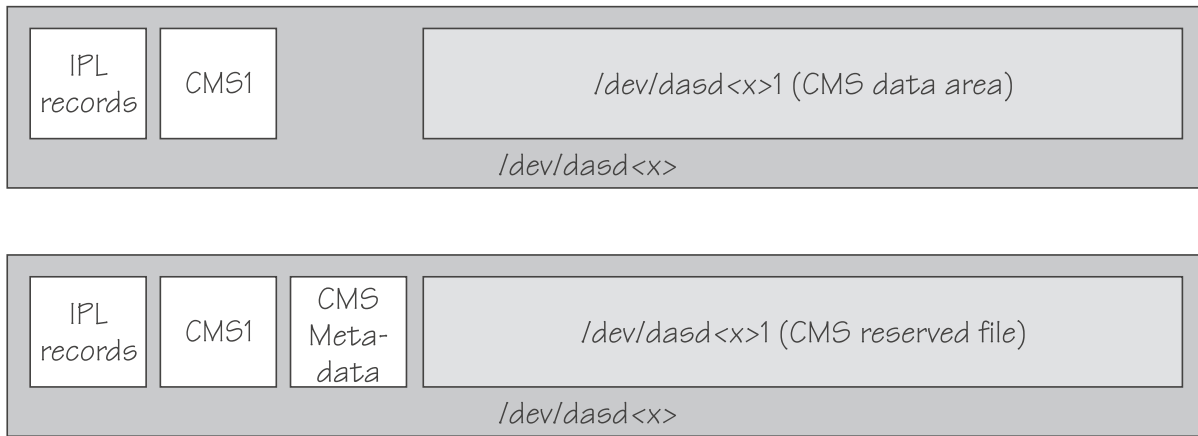 IPL
records
CMS1
/dev/dasd<x>1 (CMS data area)
/dev/dasd<x>
IPL
records
CMS1
CMS
Meta-
data
/dev/dasd<x>1 (CMS reserved file)
/dev/dasd<x>